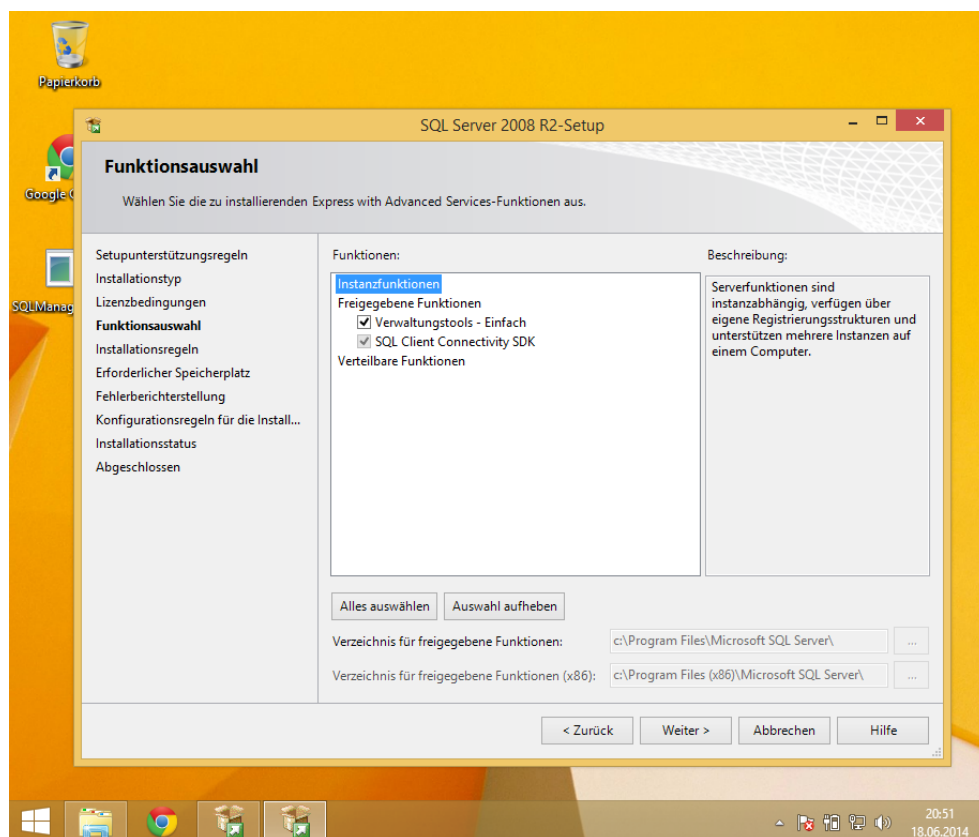 Papierkorb
SQL Server 2008 R2-Setup
Funktionsauswahl
Wählen Sie die zu installierenden Express with Advanced Services-Funktionen aus.
Google
SQLManag
Setupunterstützungsregeln
Installationstyp
Lizenzbedingungen
Funktionsauswahl
Installationsregeln
Erforderlicher Speicherplatz
Fehlerberichterstellung
Konfigurationsregeln für die Install...
Installationsstatus
Abgeschlossen
Funktionen:
Instanzfunktionen
Freigegebene Funktionen
Verwaltungstools - Einfach
SQL Client Connectivity SDK
Verteilbare Funktionen
Beschreibung:
Serverfunktionen sind
instanzabhängig, verfügen über
eigene Registrierungsstrukturen und
unterstützen mehrere Instanzen auf
einem Computer.
Alles auswählen
Auswahl aufheben
Verzeichnis für freigegebene Funktionen:
c:\Program Files\Microsoft SQL Server\
...
Verzeichnis für freigegebene Funktionen (x86):
c:\Program Files (x86)\Microsoft SQL Server\
...
< Zurück
Weiter >
Abbrechen
Hilfe
20:51
18.06.2014